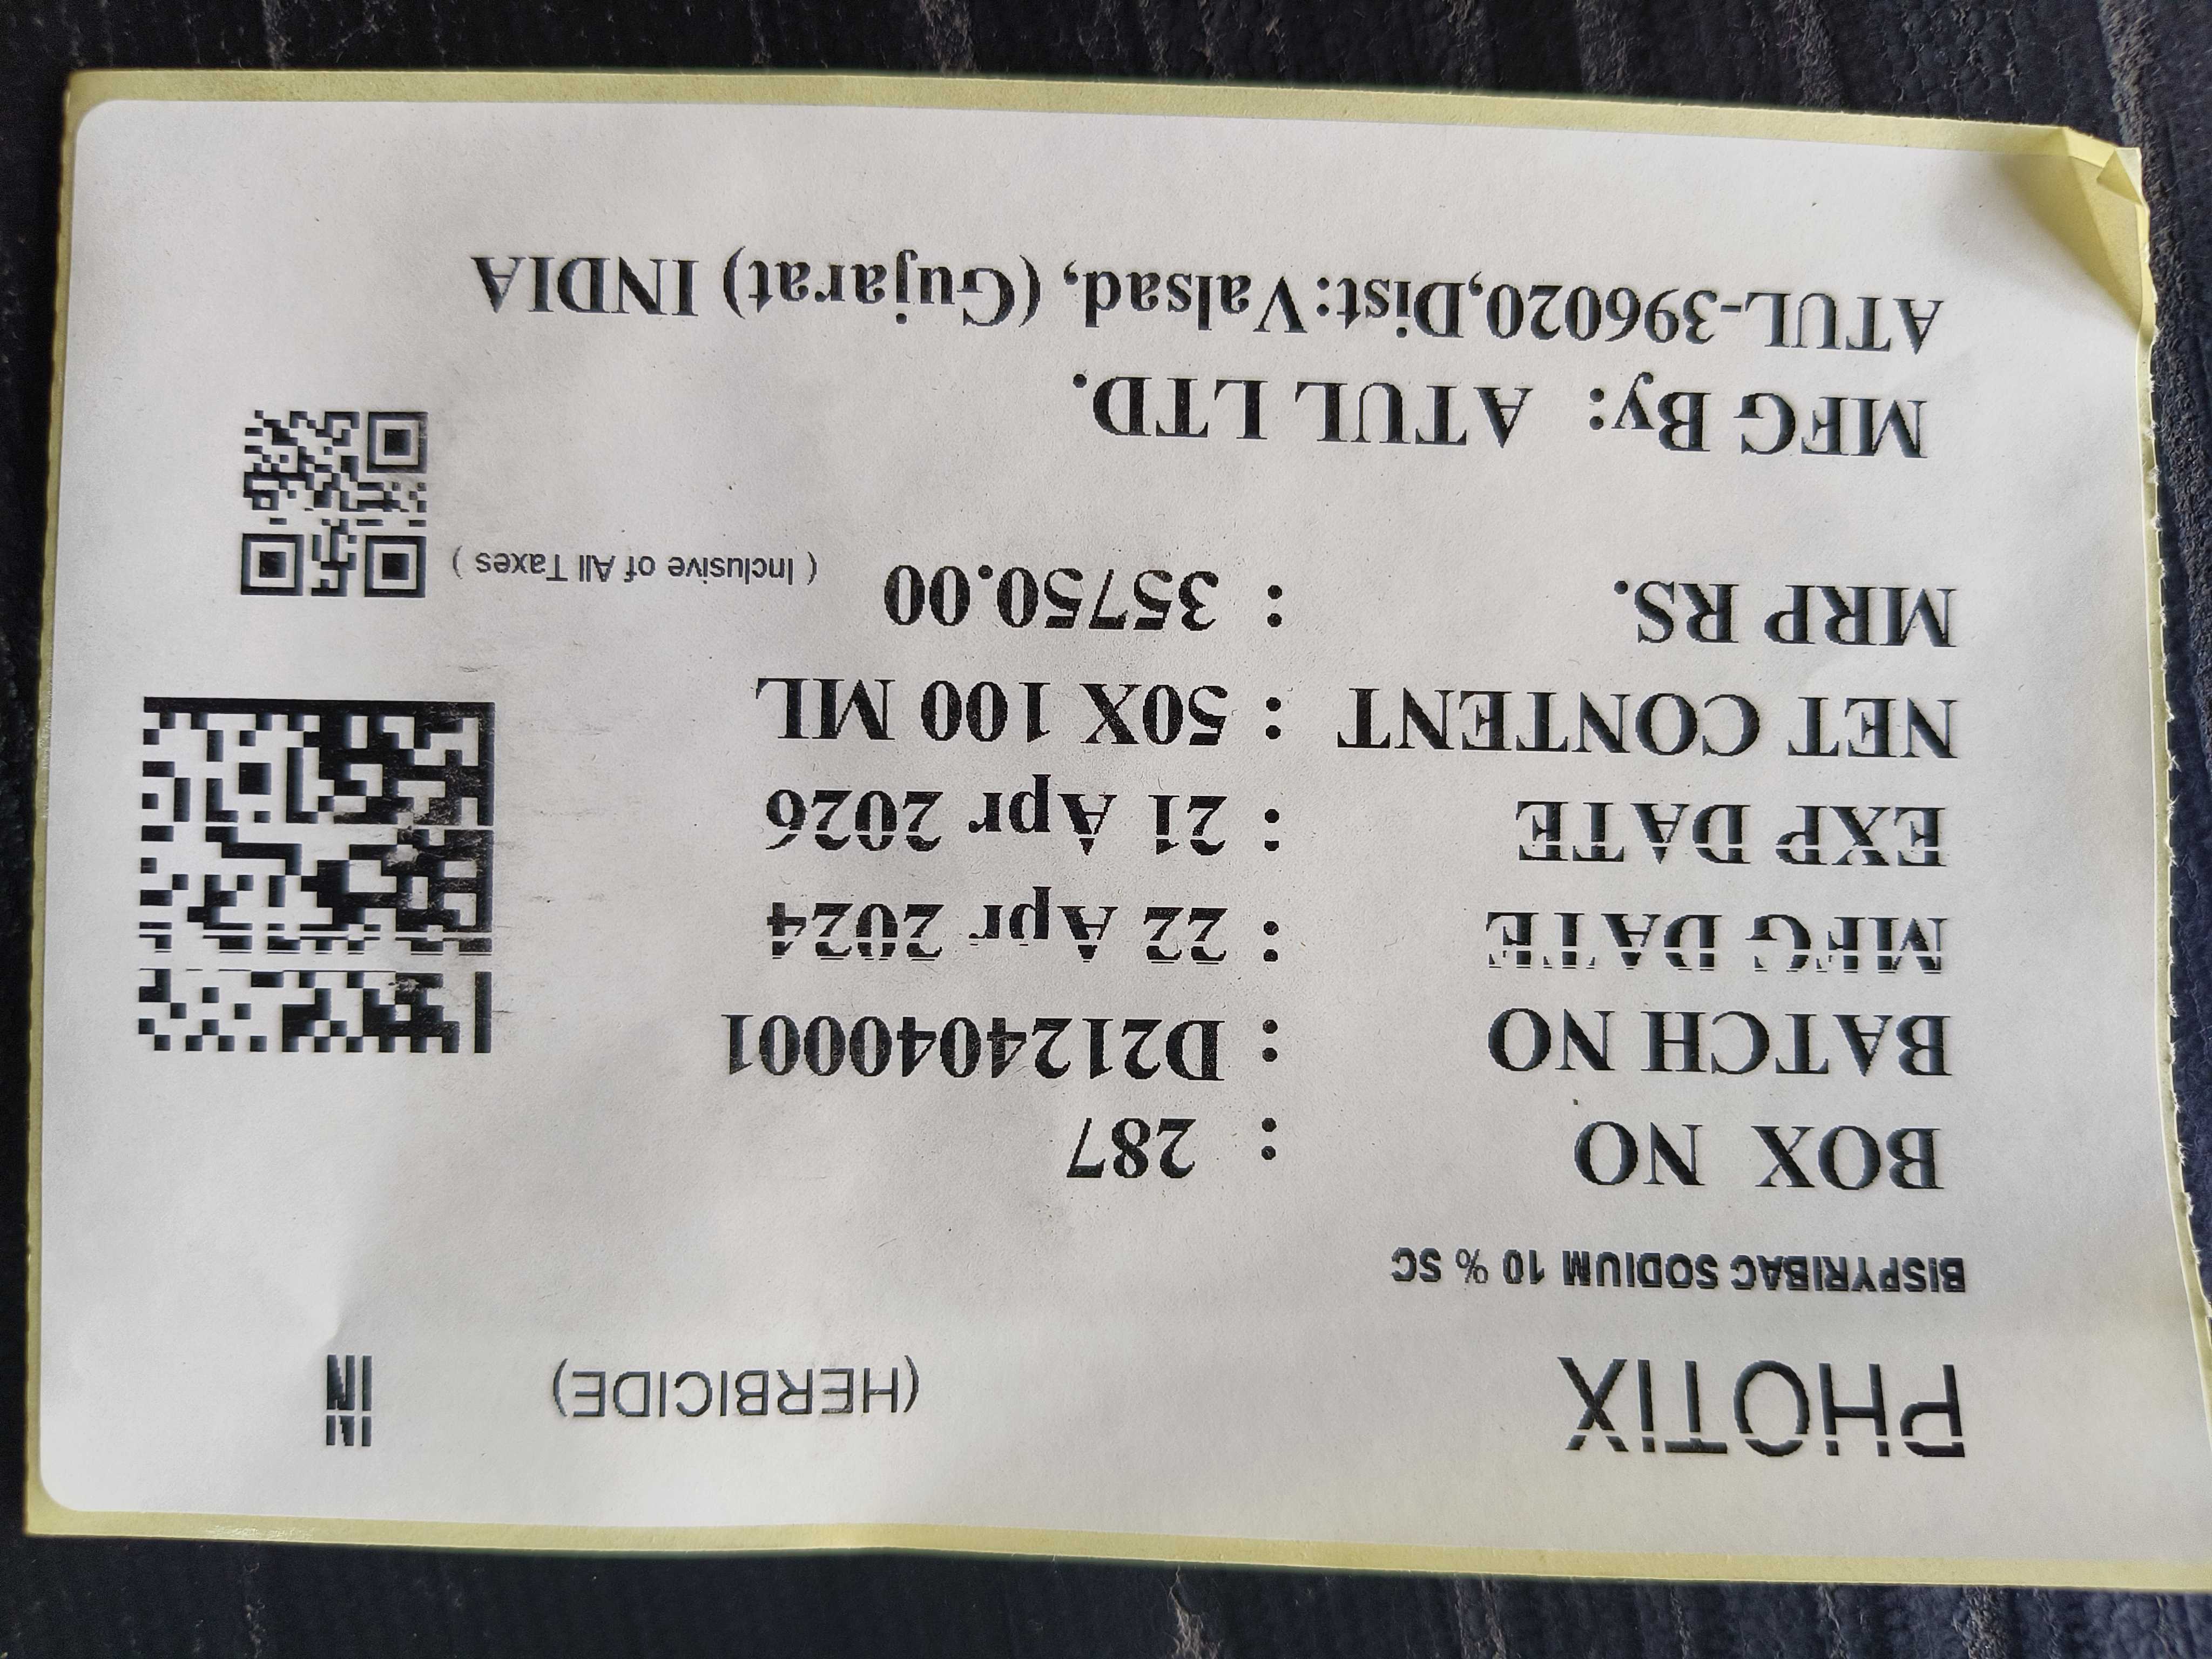 PHOTIX (HERBICIDE) IN
BISPYRIBAC SODIUM 10 % SC
BOX NO : 287
BATCH NO : D2124040001
MFG DATE : 22 Apr 2024
EXP DATE : 21 Apr 2026
NET CONTENT : 50X 100 ML
MRP RS. : 35750.00 ( Inclusive of All Taxes )
MFG By: ATUL LTD.
ATUL-396020,Dist:Valsad, (Gujarat) INDIA